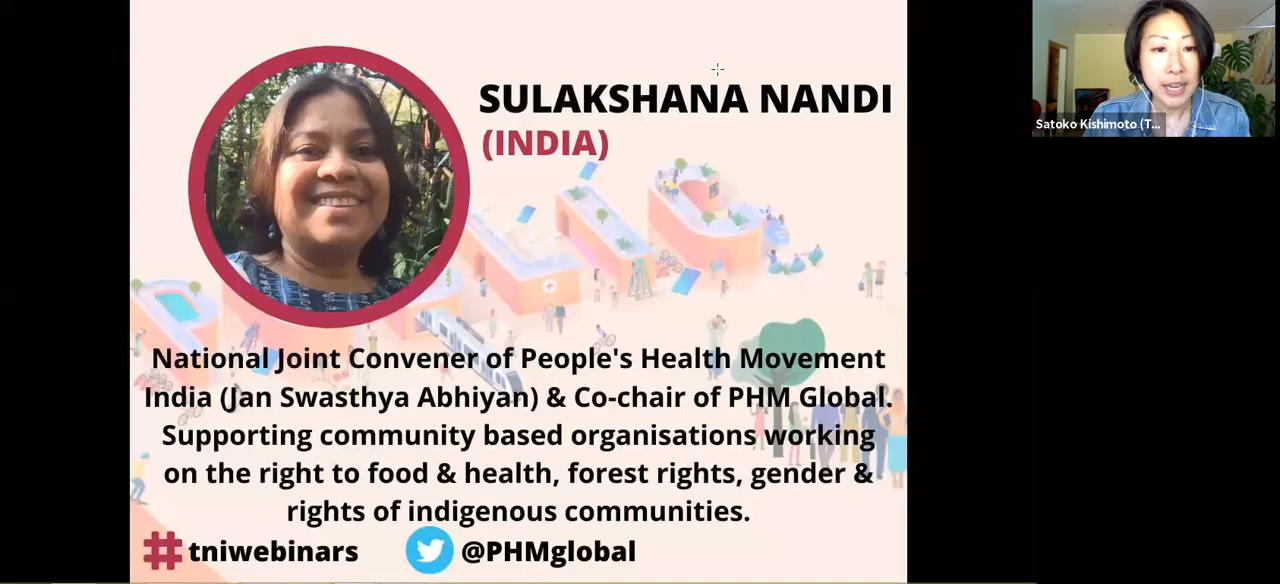 SULAKSHANA NANDI
(INDIA)
Satoko Kishimoto (T...
National Joint Convener of People's Health Movement
India (Jan Swasthya Abhiyan) & Co-chair of PHM Global.
Supporting community based organisations working
on the right to food & health, forest rights, gender &
rights of indigenous communities.
#tniwebinars @PHMglobal